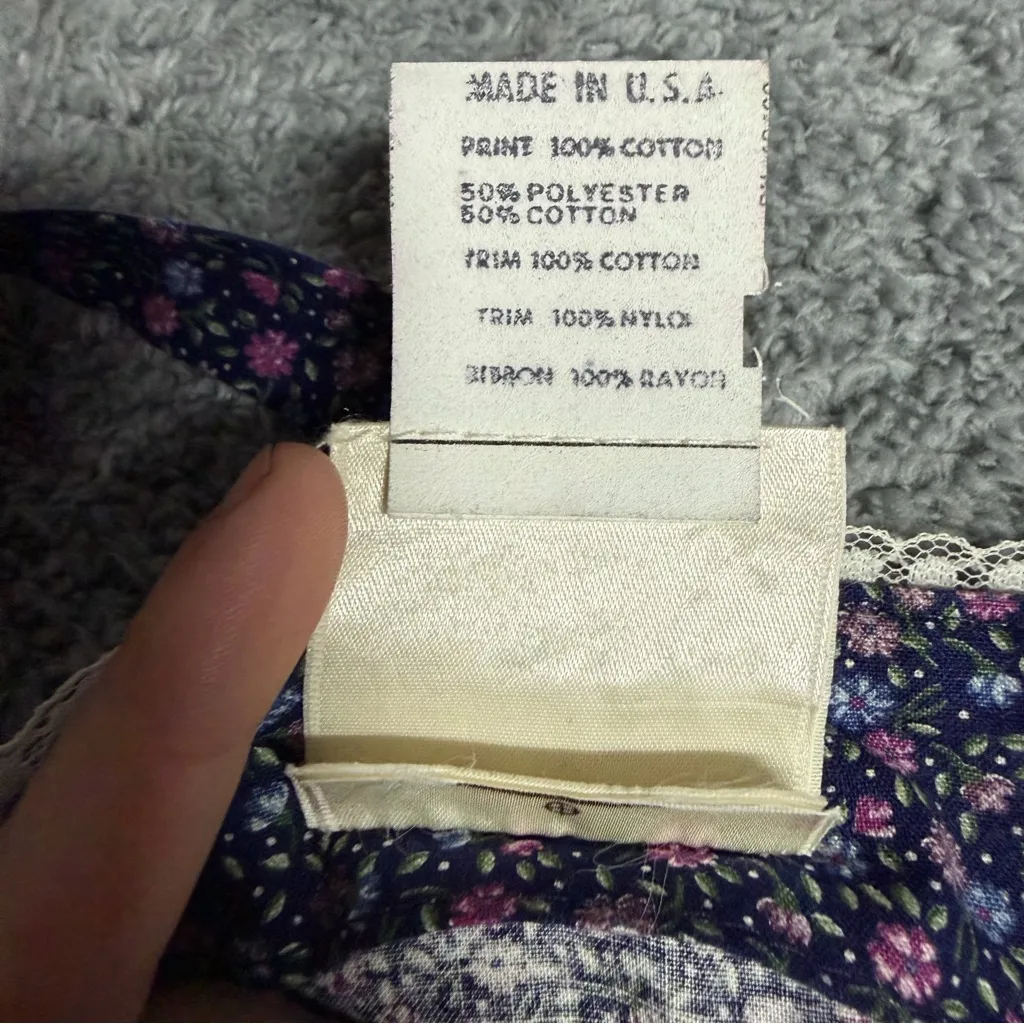 MADE IN U.S.A.
PRINT 100% COTTON
50% POLYESTER
50% COTTON
TRIM 100% COTTON
TRIM 100% NYLON
RIBBON 100% RAYON